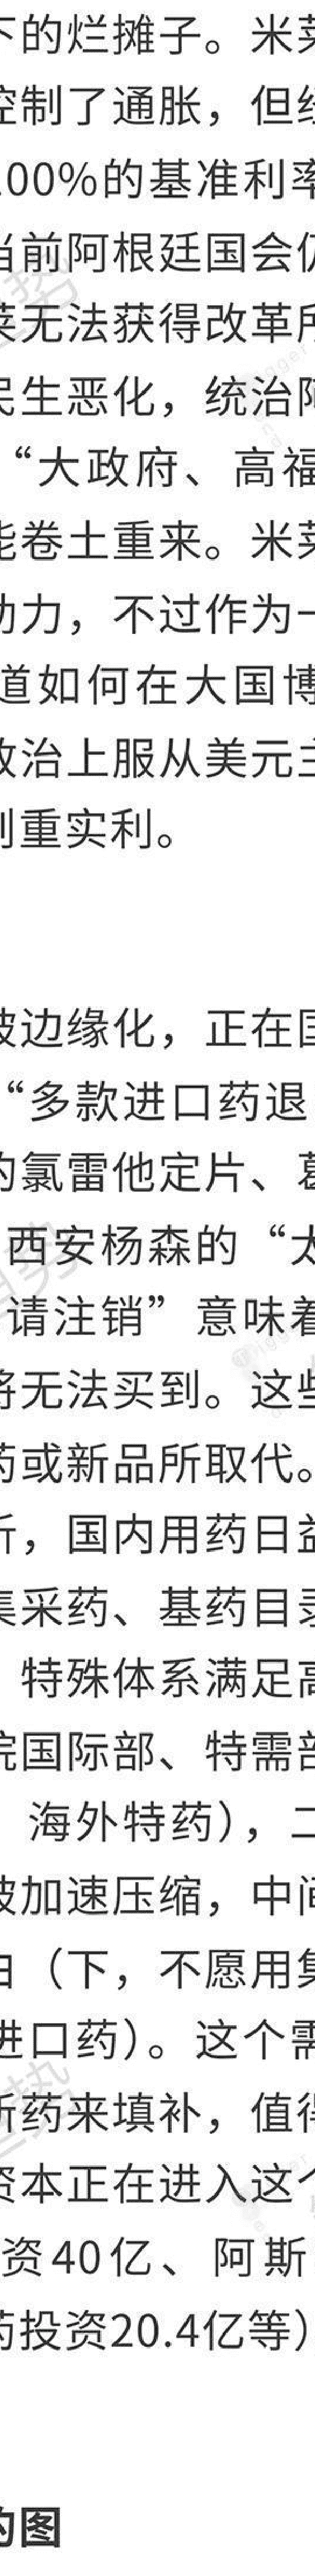 下的烂摊子。米莱
控制了通胀，但经
100%的基准利率
当前阿根廷国会仍
莱无法获得改革所
民生恶化，统治阿
“大政府、高福
能卷土重来。米莱
动力，不过作为一
道如何在大国博
政治上服从美元主
则重实利。
被边缘化，正在国
“多款进口药退
的氯雷他定片、葛
西安杨森的“太
请注销”意味着
将无法买到。这些
药或新品所取代。
析，国内用药日益
集采药、基药目录
特殊体系满足高
院国际部、特需部
海外特药），二
被加速压缩，中间
由（下，不愿用集
进口药）。这个需
新药来填补，值得
资本正在进入这个
资40亿、阿斯
药投资20.4亿等）
的图